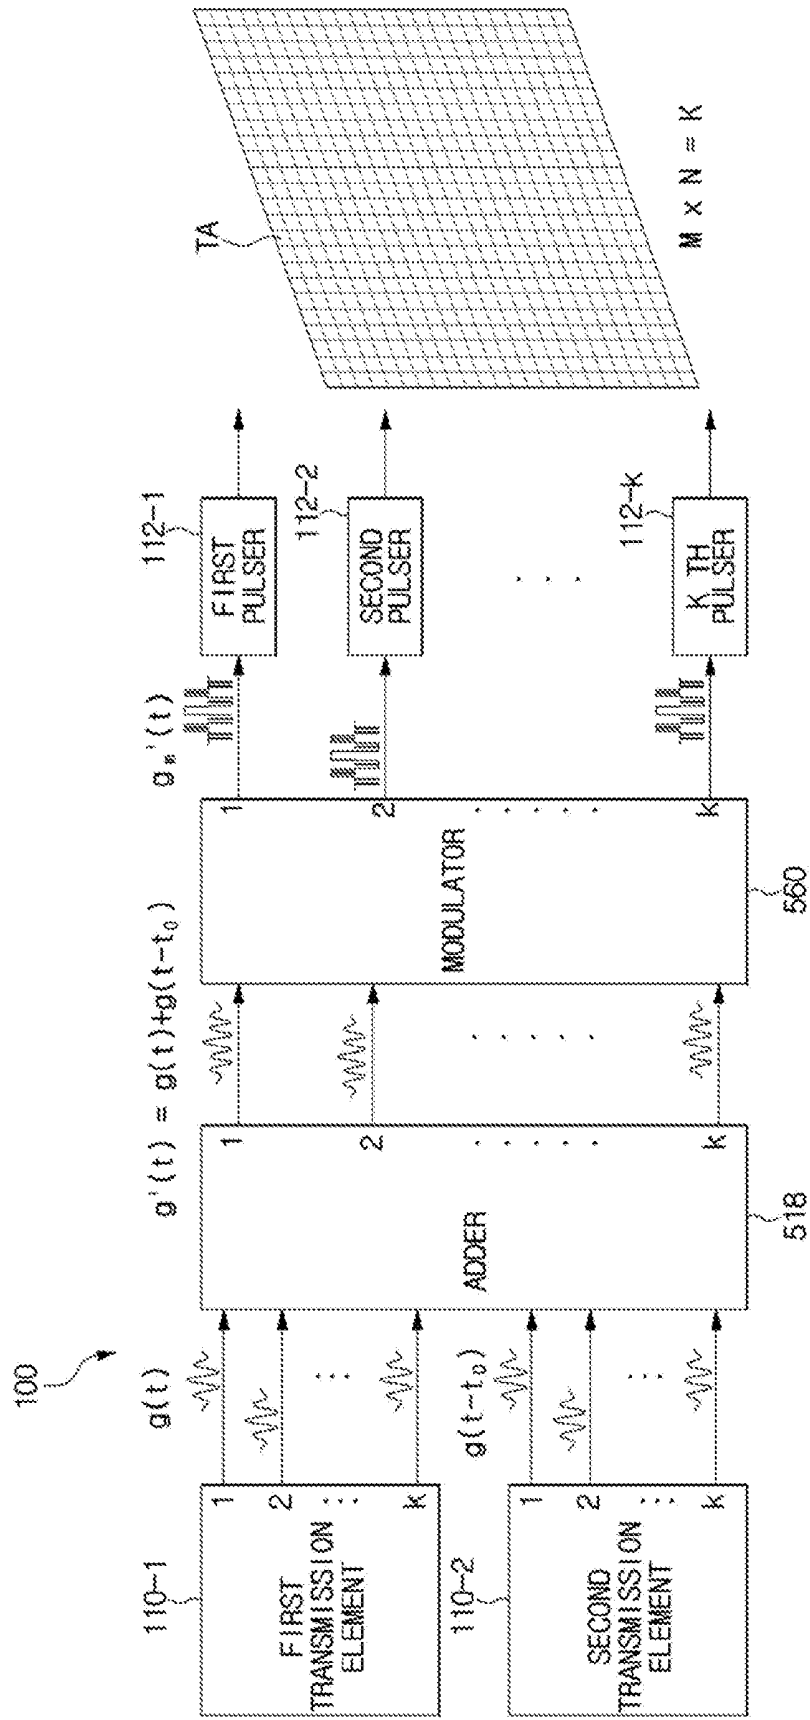 100
110-1
FIRST
TRANSMISSION
ELEMENT
1
2
k
g(t)
110-2
SECOND
TRANSMISSION
ELEMENT
1
2
k
g(t-t₀)
ADDER
1
2
k
518
g'(t) = g(t)+g(t-t₀)
MODULATOR
1
2
k
560
gₘ'(t)
112-1
FIRST
PULSER
112-2
SECOND
PULSER
112-k
K TH
PULSER
TA
M x N = K